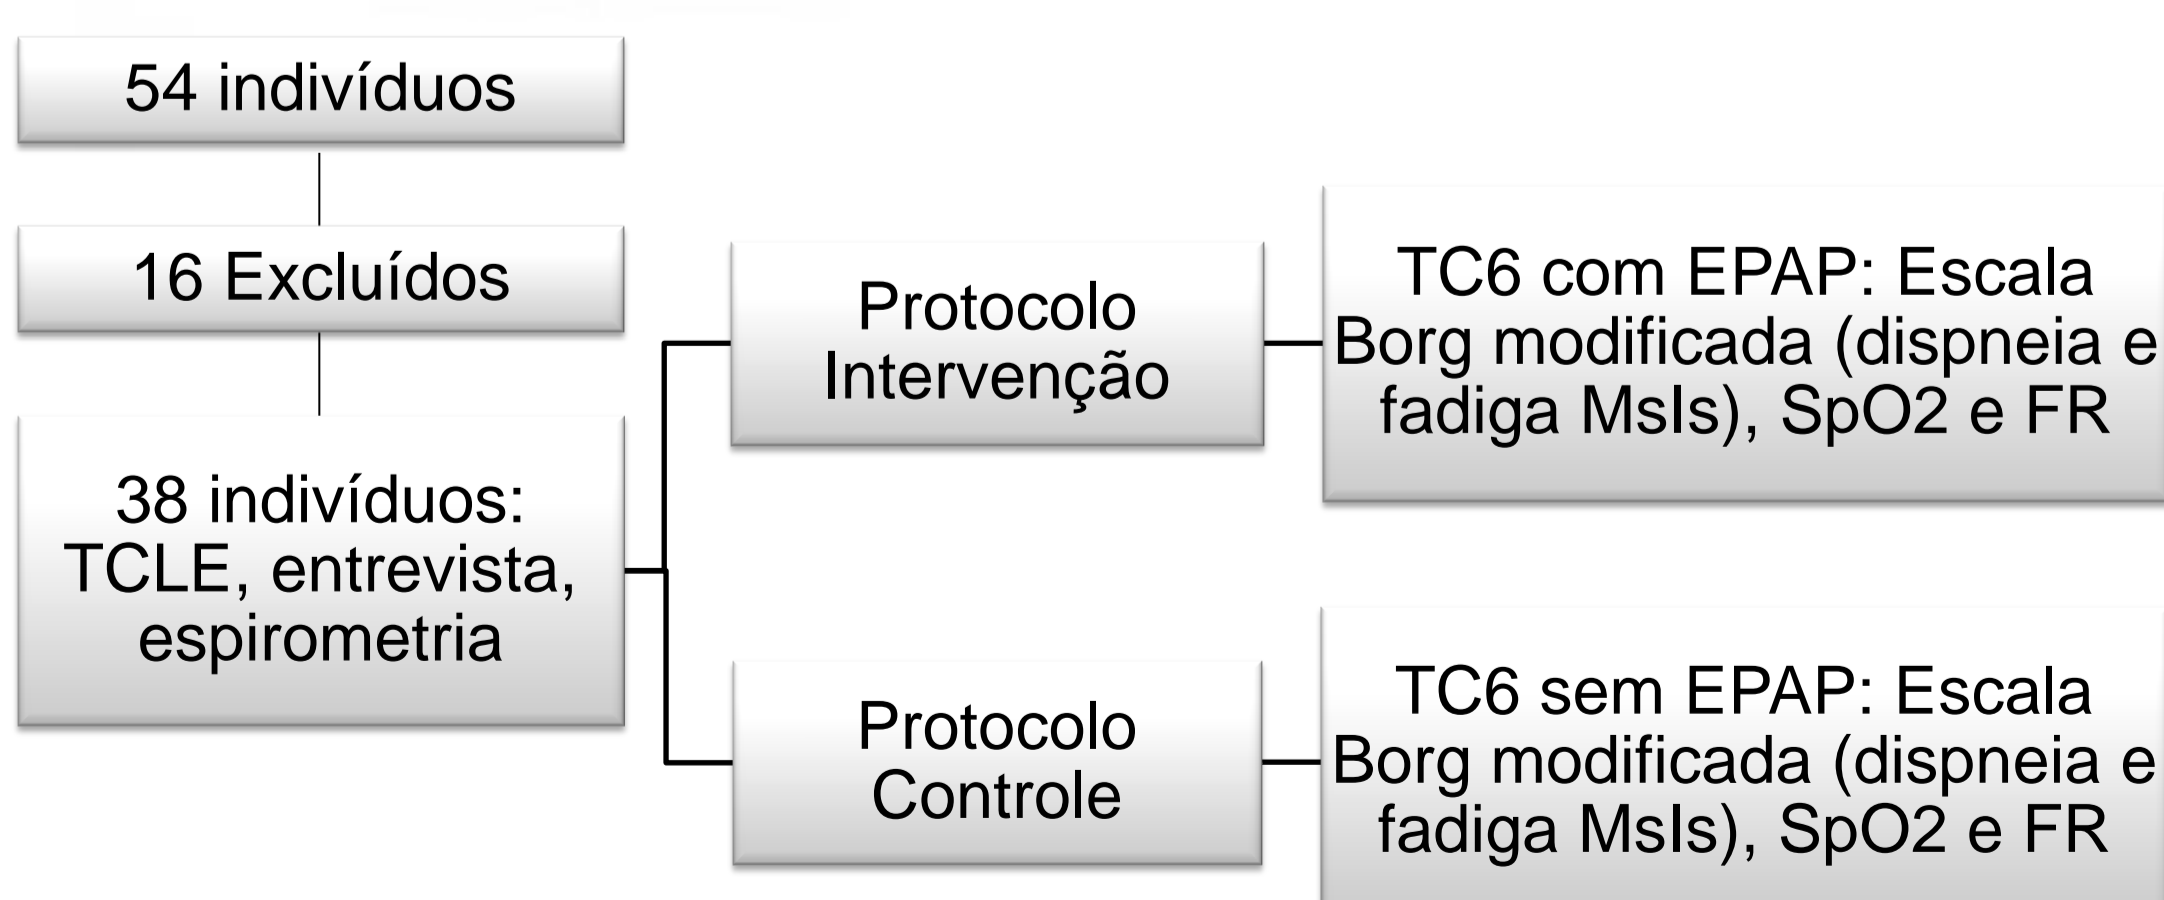 54 indivíduos
16 Excluídos
38 indivíduos:
TCLE, entrevista,
espirometria
Protocolo
Intervenção
TC6 com EPAP: Escala
Borg modificada (dispneia e
fadiga MsIs), SpO2 e FR
Protocolo
Controle
TC6 sem EPAP: Escala
Borg modificada (dispneia e
fadiga MsIs), SpO2 e FR